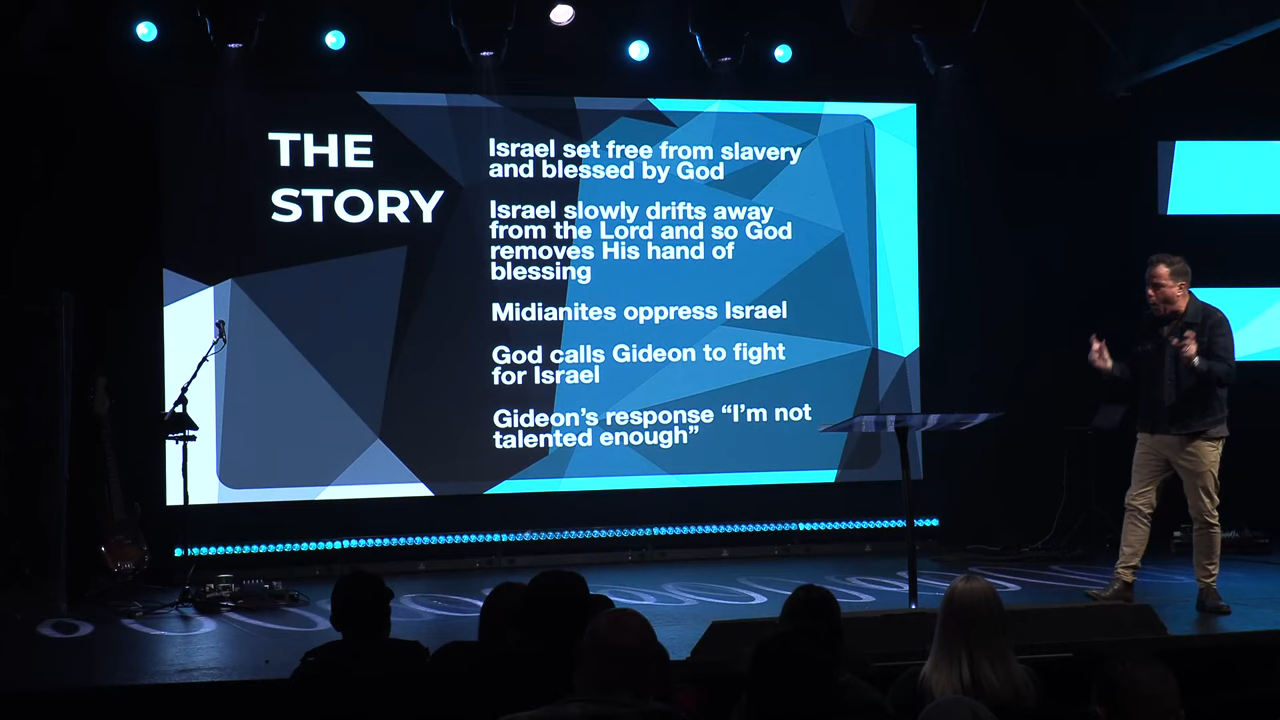 THE
STORY
Israel set free from slavery
and blessed by God
Israel slowly drifts away
from the Lord and so God
removes His hand of
blessing
Midianites oppress Israel
God calls Gideon to fight
for Israel
Gideon's response “I'm not
talented enough”